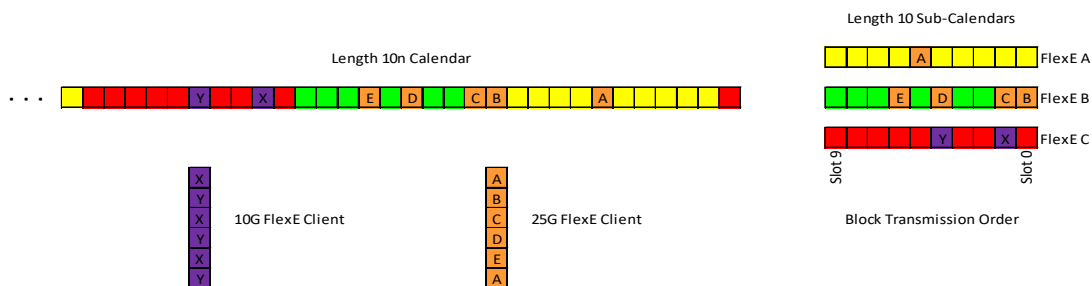 Length 10 Sub-Calendars
Length 10n Calendar
A FlexE A
. . . Y X E D C B A
E D C B FlexE B
Y X FlexE C
Slot 9 Slot 0
X A
Y B
X 10G FlexE Client C 25G FlexE Client Block Transmission Order
Y D
X E
Y A